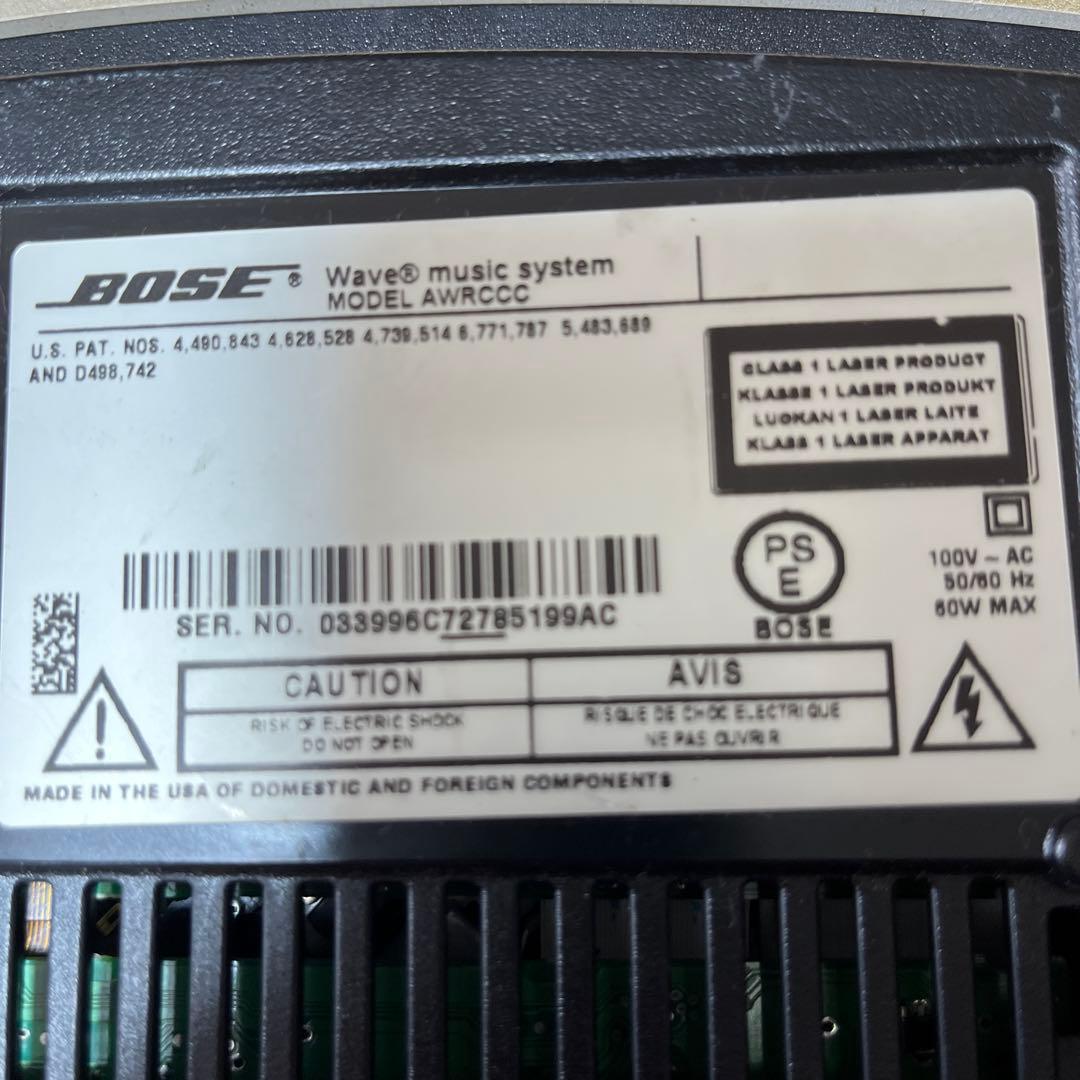 BOSE® Wave® music system
MODEL AWRCCC
U.S. PAT. NOS. 4,490,843 4,628,528 4,739,514 6,771,787 5,483,689
AND D498,742
CLASS 1 LASER PRODUCT
KLASSE 1 LASER PRODUKT
LUOKAN 1 LASER LAITE
KLASS 1 LASER APPARAT
PS
E
BOSE
100V ~ AC
50/60 Hz
60W MAX
SER. NO. 033996C72785199AC
CAUTION
RISK OF ELECTRIC SHOCK
DO NOT OPEN
AVIS
RISQUE DE CHOC ELECTRIQUE
NE PAS OUVRIR
MADE IN THE USA OF DOMESTIC AND FOREIGN COMPONENTS